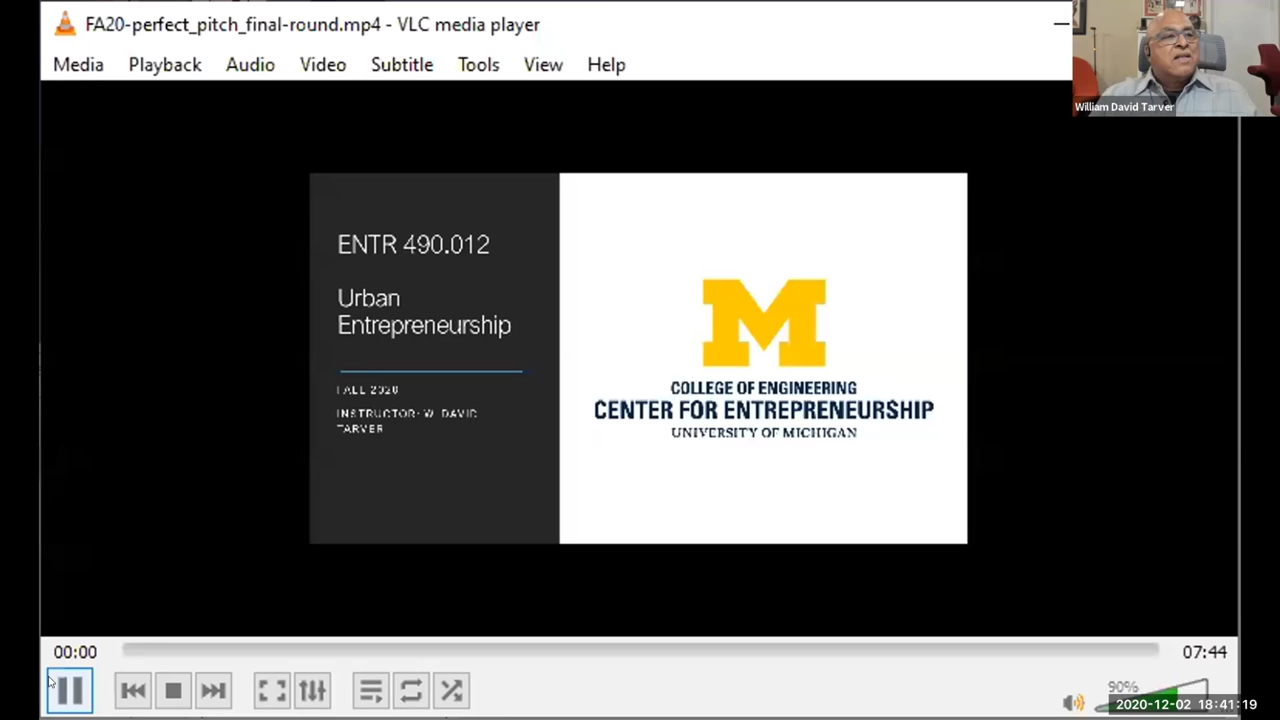 FA20-perfect_pitch_final-round.mp4 - VLC media player
Media Playback Audio Video Subtitle Tools View Help
William David Tarver
ENTR 490.012
Urban
Entrepreneurship
FALL 2020
INSTRUCTOR: W. DAVID
TARVER
M
COLLEGE OF ENGINEERING
CENTER FOR ENTREPRENEURSHIP
UNIVERSITY OF MICHIGAN
00:00
07:44
90%
2020-12-02 18:41:19